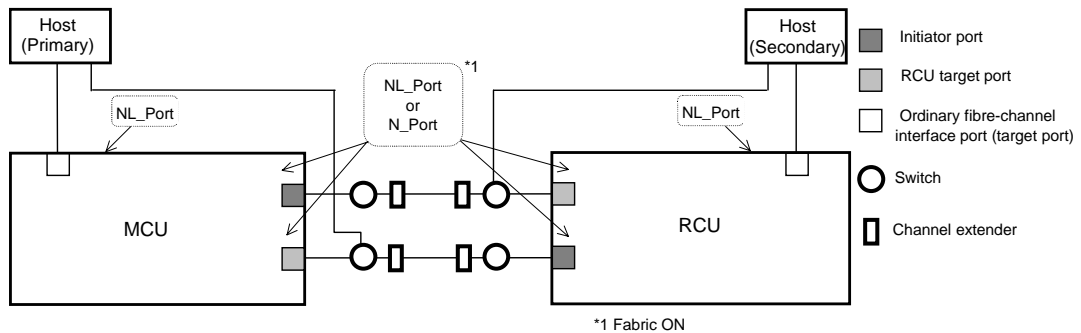 Host
(Primary)
Host
(Secondary)
Initiator port
*1
NL_Port
or
N_Port
RCU target port
NL_Port
NL_Port
Ordinary fibre-channel
interface port (target port)
Switch
MCU
RCU
Channel extender
*1 Fabric ON